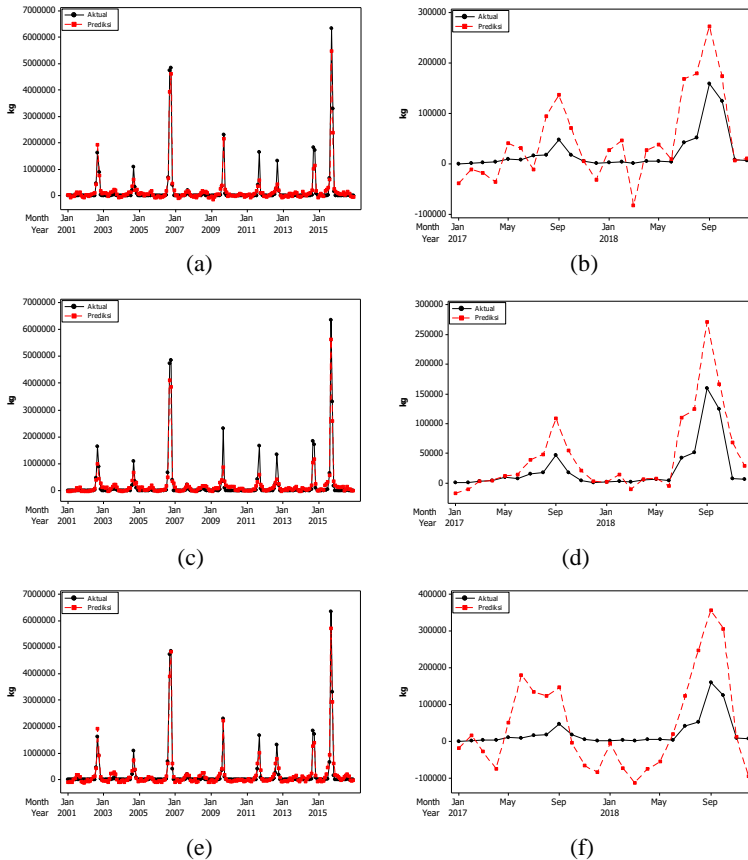 Aktual
Prediksi
7000000
6000000
5000000
4000000
3000000
2000000
1000000
0
kg
Month Jan Jan Jan Jan Jan Jan Jan Jan
Year 2001 2003 2005 2007 2009 2011 2013 2015
(a)
Aktual
Prediksi
300000
200000
100000
0
-100000
kg
Month Jan May Sep Jan May Sep
Year 2017 2018
(b)
Aktual
Prediksi
7000000
6000000
5000000
4000000
3000000
2000000
1000000
0
kg
Month Jan Jan Jan Jan Jan Jan Jan Jan
Year 2001 2003 2005 2007 2009 2011 2013 2015
(c)
Aktual
Prediksi
300000
250000
200000
150000
100000
50000
0
kg
Month Jan May Sep Jan May Sep
Year 2017 2018
(d)
Aktual
Prediksi
7000000
6000000
5000000
4000000
3000000
2000000
1000000
0
kg
Month Jan Jan Jan Jan Jan Jan Jan Jan
Year 2001 2003 2005 2007 2009 2011 2013 2015
(e)
Aktual
Prediksi
400000
300000
200000
100000
0
-100000
kg
Month Jan May Sep Jan May Sep
Year 2017 2018
(f)